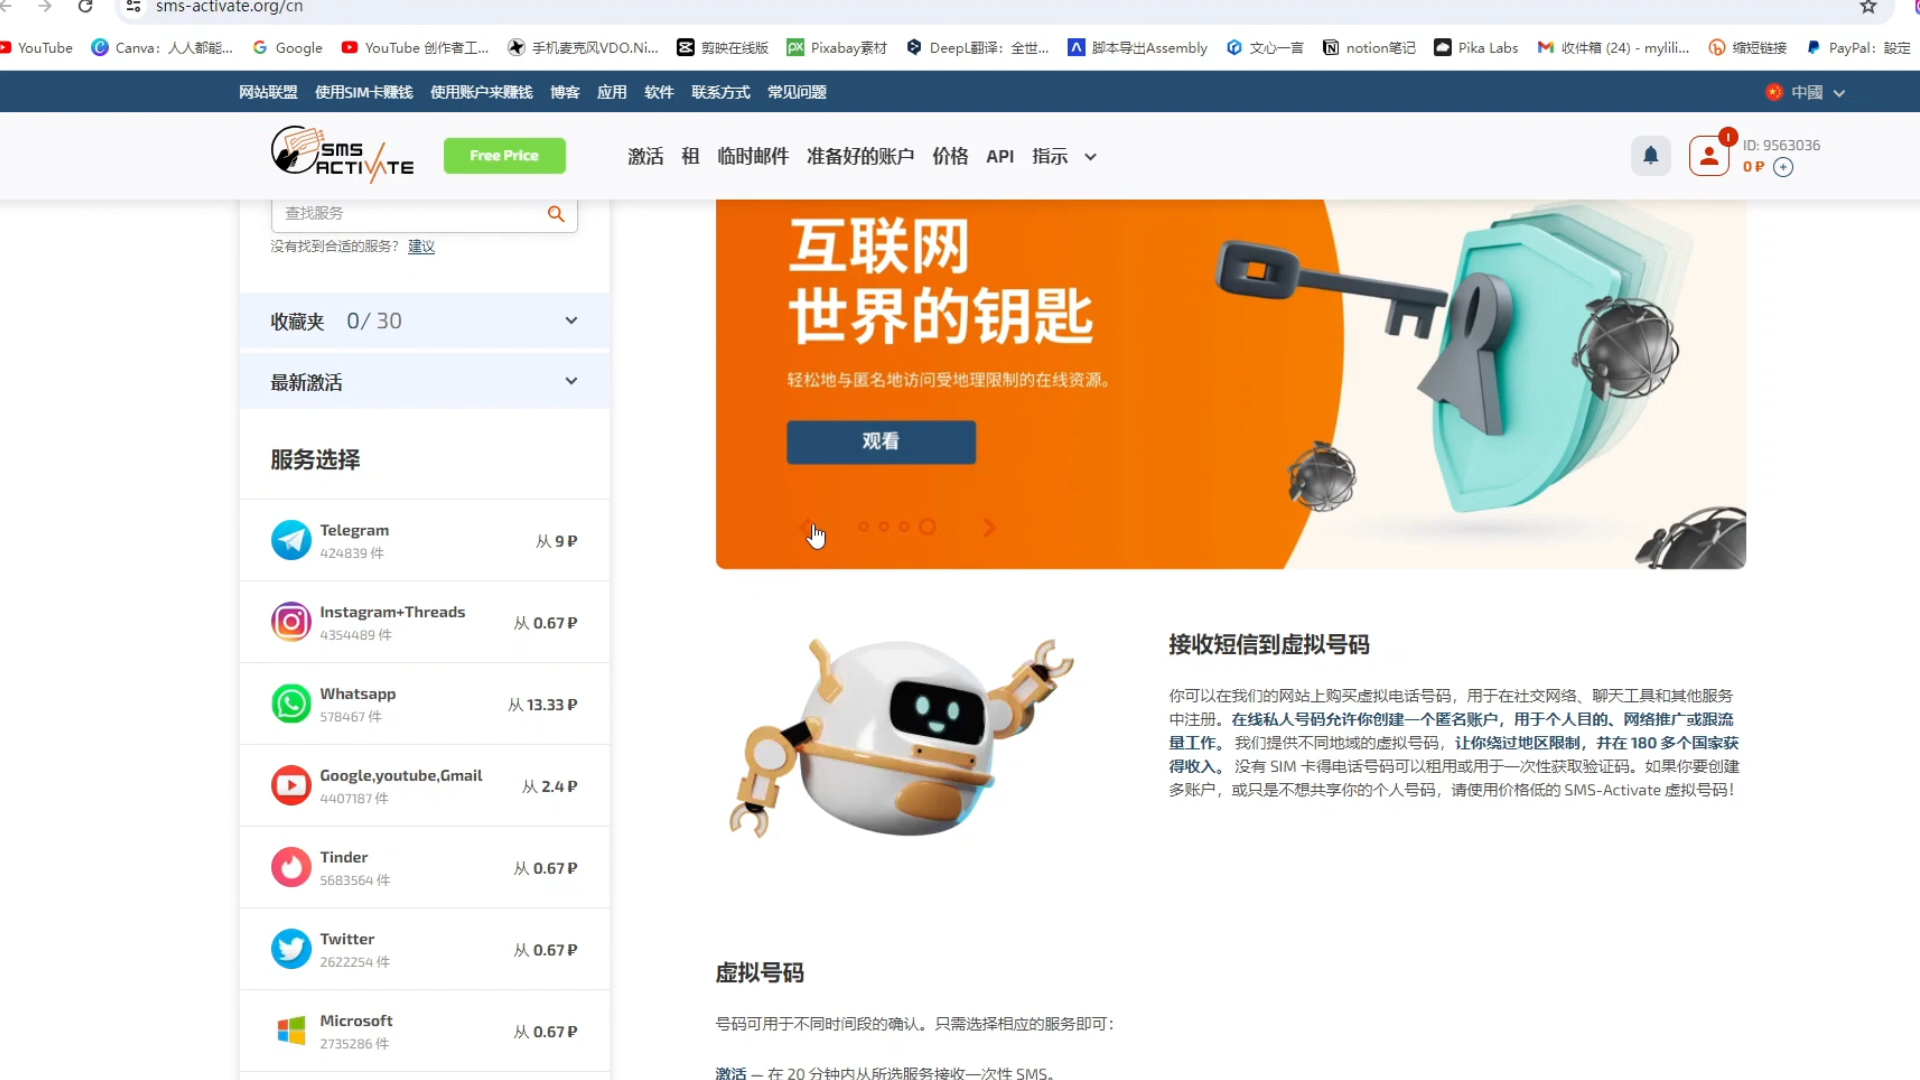 sms-activate.org/cn
YouTube
Canva：人人都能...
Google
YouTube 创作者工...
手机麦克风VDO.Ni...
剪映在线版
Pixabay素材
DeepL翻译：全世...
脚本导出Assembly
文心一言
notion笔记
Pika Labs
收件箱 (24) - mylili...
缩短链接
PayPal：設定
网站联盟 使用SIM卡赚钱 使用账户来赚钱 博客 应用 软件 联系方式 常见问题
中國
SMS
ACTIVATE
Free Price
激活 租 临时邮件 准备好的账户 价格 API 指示
ID: 9563036
0 ₽
查找服务
没有找到合适的服务？ 建议
收藏夹 0/ 30
最新激活
服务选择
Telegram
424839 件
从 9 ₽
Instagram+Threads
4354489 件
从 0.67 ₽
Whatsapp
578467 件
从 13.33 ₽
Google,youtube,Gmail
4407187 件
从 2.4 ₽
Tinder
5683564 件
从 0.67 ₽
Twitter
2622254 件
从 0.67 ₽
Microsoft
2735286 件
从 0.67 ₽
互联网
世界的钥匙
轻松地与匿名地访问受地理限制的在线资源。
观看
接收短信到虚拟号码
你可以在我们的网站上购买虚拟电话号码，用于在社交网络、聊天工具和其他服务
中注册。在线私人号码允许你创建一个匿名账户，用于个人目的、网络推广或跟流
量工作。 我们提供不同地域的虚拟号码，让你绕过地区限制，并在 180 多个国家获
得收入。 没有 SIM 卡得电话号码可以租用或用于一次性获取验证码。如果你要创建
多账户，或只是不想共享你的个人号码，请使用价格低的 SMS-Activate 虚拟号码！
虚拟号码
号码可用于不同时间段的确认。只需选择相应的服务即可：
激活 — 在 20 分钟内从所选服务接收一次性 SMS。